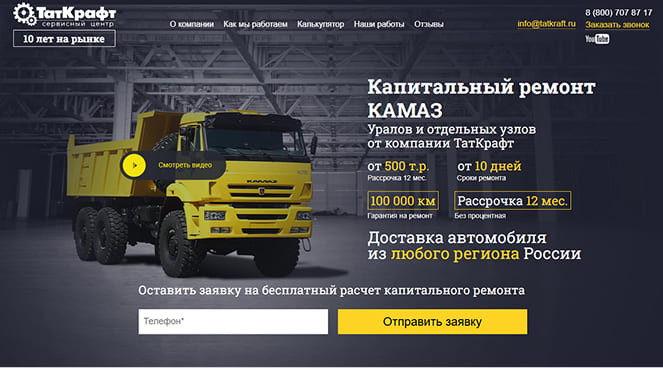 ТатКрафт
сервисный центр
10 лет на рынке
О компании Как мы работаем Калькулятор Наши работы Отзывы
info@tatkraft.ru
8 (800) 707 87 17
Заказать звонок
YouTube
Капитальный ремонт
КАМАЗ
Уралов и отдельных узлов
от компании ТатКрафт
от 500 т.р. от 10 дней
Рассрочка 12 мес. Сроки ремонта
Смотреть видео
КАМАЗ
100 000 км Рассрочка 12 мес.
Гарантия на ремонт Без процентная
Доставка автомобиля
из любого региона России
Оставить заявку на бесплатный расчет капитального ремонта
Телефон*
Отправить заявку